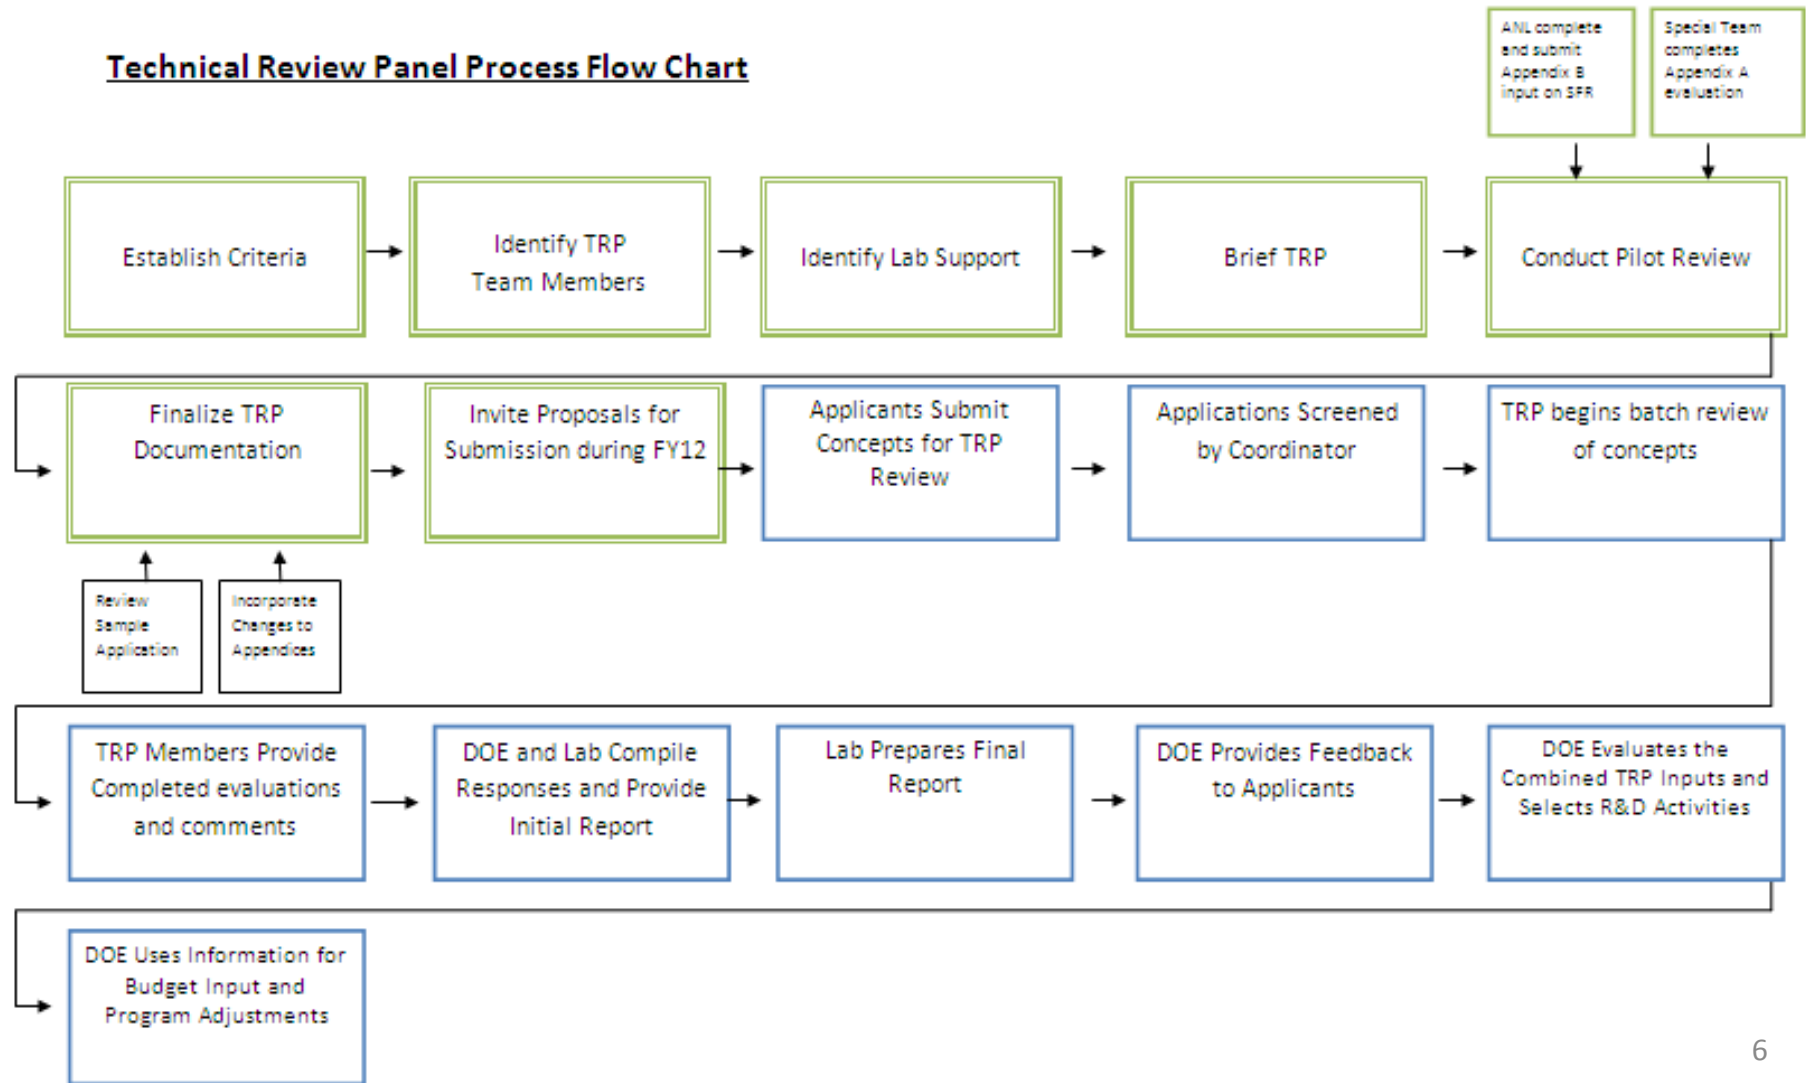 Technical Review Panel Process Flow Chart
ANL complete
and submit
Appendix B
input on SFR
Special Team
completes
Appendix A
evaluation
Establish Criteria
Identify TRP
Team Members
Identify Lab Support
Brief TRP
Conduct Pilot Review
Finalize TRP
Documentation
Invite Proposals for
Submission during FY12
Applicants Submit
Concepts for TRP
Review
Applications Screened
by Coordinator
TRP begins batch review
of concepts
Review
Sample
Application
Incorporate
Changes to
Appendices
TRP Members Provide
Completed evaluations
and comments
DOE and Lab Compile
Responses and Provide
Initial Report
Lab Prepares Final
Report
DOE Provides Feedback
to Applicants
DOE Evaluates the
Combined TRP Inputs and
Selects R&D Activities
DOE Uses Information for
Budget Input and
Program Adjustments
6